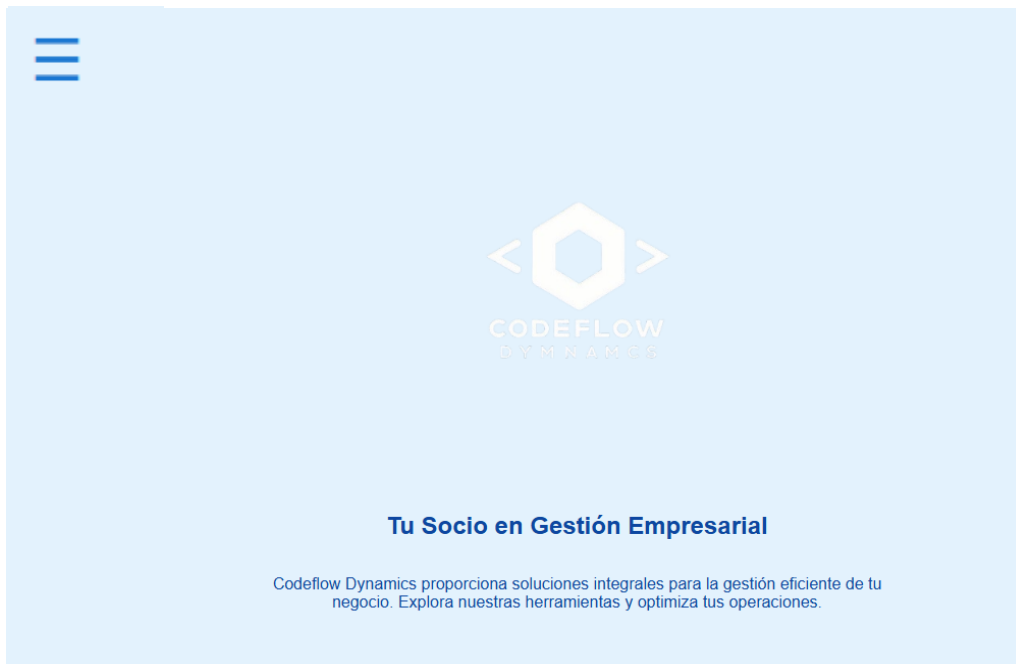 CODEFLOW
DYMNAMCS
Tu Socio en Gestión Empresarial
Codeflow Dynamics proporciona soluciones integrales para la gestión eficiente de tu
negocio. Explora nuestras herramientas y optimiza tus operaciones.